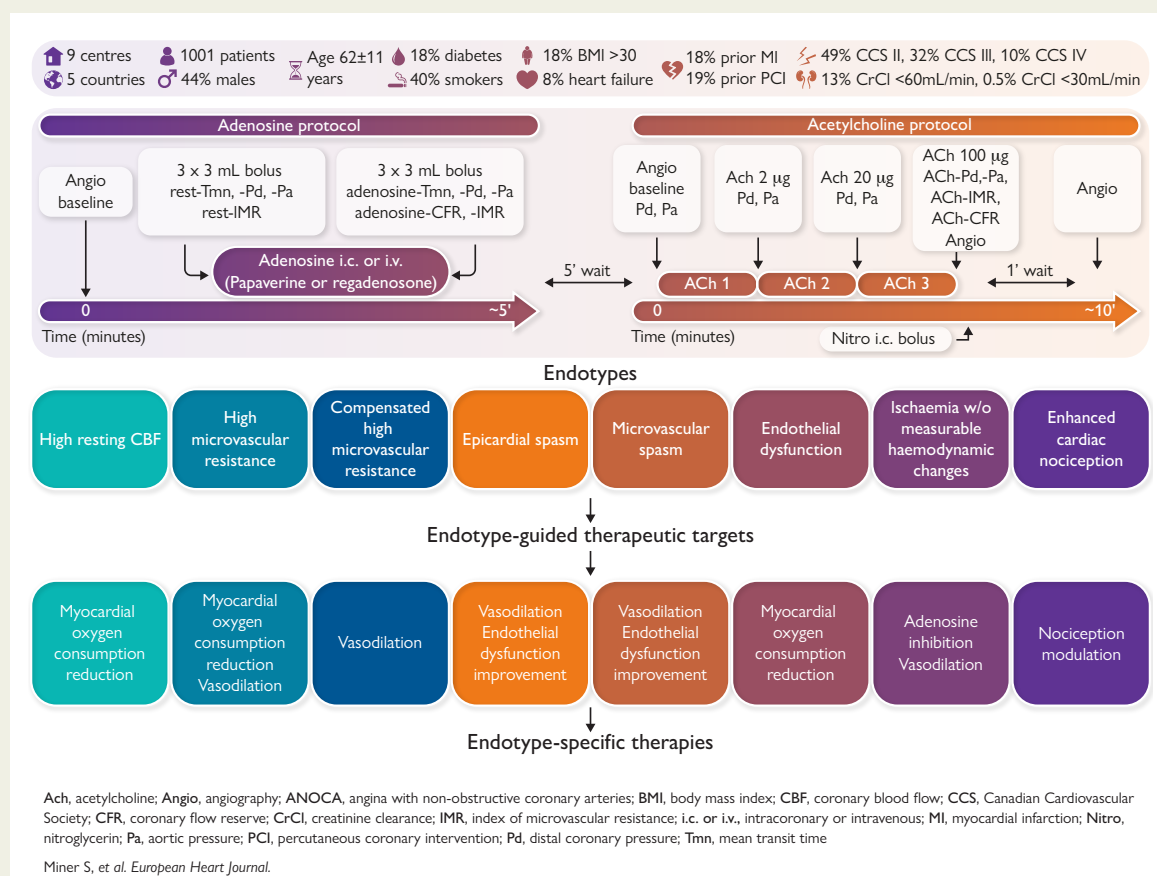 9 centres
5 countries
1001 patients
44% males
Age 62±11
years
18% diabetes
40% smokers
18% BMI >30
8% heart failure
18% prior MI
19% prior PCI
49% CCS II, 32% CCS III, 10% CCS IV
13% CrCl <60mL/min, 0.5% CrCl <30mL/min
Adenosine protocol
Angio
baseline
3 x 3 mL bolus
rest-Tmn, -Pd, -Pa
rest-IMR
3 x 3 mL bolus
adenosine-Tmn, -Pd, -Pa
adenosine-CFR, -IMR
Adenosine i.c. or i.v.
(Papaverine or regadenosone)
0
~5'
Time (minutes)
5' wait
Acetylcholine protocol
Angio
baseline
Pd, Pa
Ach 2 µg
Pd, Pa
Ach 20 µg
Pd, Pa
ACh 100 µg
ACh-Pd,-Pa,
ACh-IMR,
ACh-CFR
Angio
Angio
ACh 1
ACh 2
ACh 3
1' wait
0
~10'
Time (minutes)
Nitro i.c. bolus
Endotypes
High resting CBF
High
microvascular
resistance
Compensated
high
microvascular
resistance
Epicardial spasm
Microvascular
spasm
Endothelial
dysfunction
Ischaemia w/o
measurable
haemodynamic
changes
Enhanced
cardiac
nociception
Endotype-guided therapeutic targets
Myocardial
oxygen
consumption
reduction
Myocardial
oxygen
consumption
reduction
Vasodilation
Vasodilation
Vasodilation
Endothelial
dysfunction
improvement
Vasodilation
Endothelial
dysfunction
improvement
Myocardial
oxygen
consumption
reduction
Adenosine
inhibition
Vasodilation
Nociception
modulation
Endotype-specific therapies
Ach, acetylcholine; Angio, angiography; ANOCA, angina with non-obstructive coronary arteries; BMI, body mass index; CBF, coronary blood flow; CCS, Canadian Cardiovascular
Society; CFR, coronary flow reserve; CrCl, creatinine clearance; IMR, index of microvascular resistance; i.c. or i.v., intracoronary or intravenous; MI, myocardial infarction; Nitro,
nitroglycerin; Pa, aortic pressure; PCI, percutaneous coronary intervention; Pd, distal coronary pressure; Tmn, mean transit time
Miner S, et al. European Heart Journal.